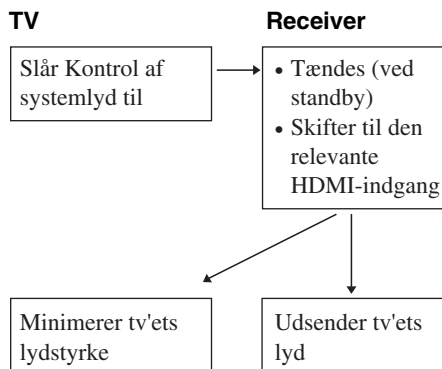 TV
Receiver
Slår Kontrol af
systemlyd til
• Tændes (ved
standby)
• Skifter til den
relevante
HDMI-indgang
Minimerer tv'ets
lydstyrke
Udsender tv'ets
lyd